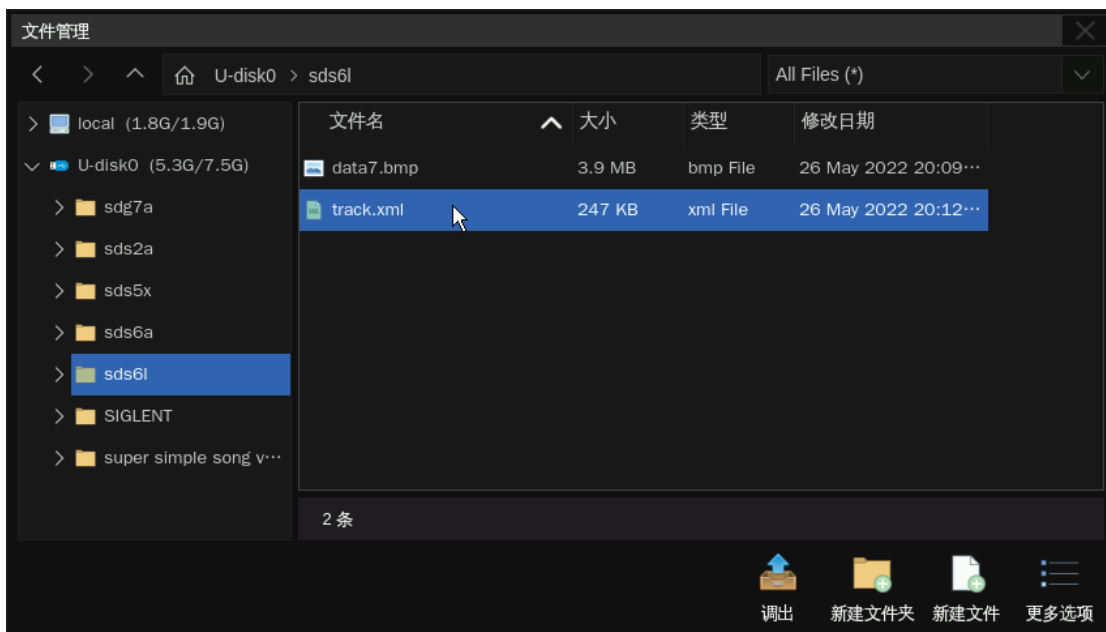 文件管理
U-disk0 > sds6l
All Files (*)
local (1.8G/1.9G)
U-disk0 (5.3G/7.5G)
sdg7a
sds2a
sds5x
sds6a
sds6l
SIGLENT
super simple song v···
文件名 大小 类型 修改日期
data7.bmp 3.9 MB bmp File 26 May 2022 20:09···
track.xml 247 KB xml File 26 May 2022 20:12···
2 条
调出 新建文件夹 新建文件 更多选项